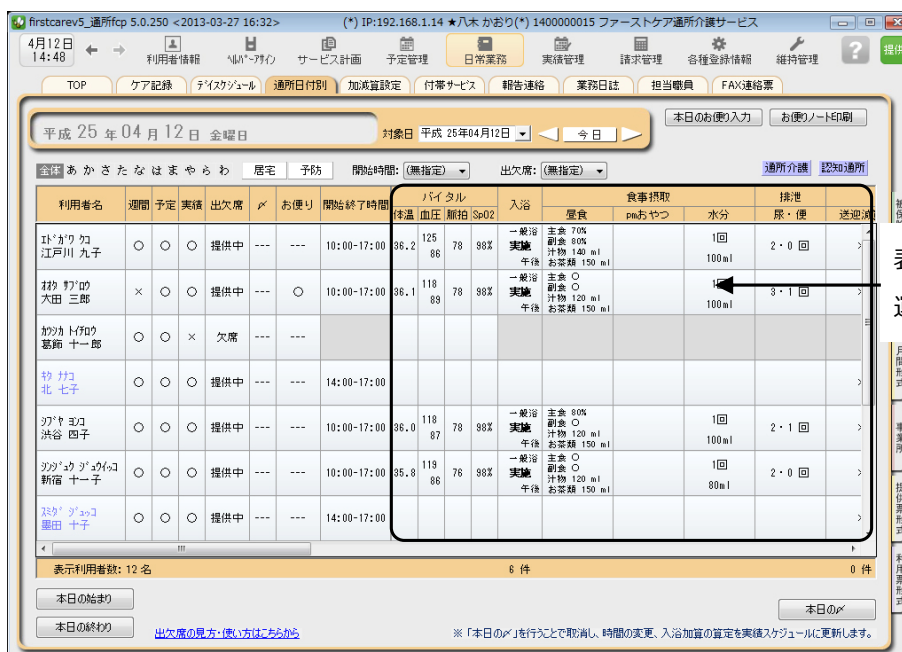 firstcarev5_通所fcp 5.0.250 <2013-03-27 16:32> (*) IP:192.168.1.14 ★八木 かおり(*) 1400000015 ファーストケア通所介護サービス
4月12日
14:48
利用者情報 ﾍﾙﾊﾟｰｱｻｲﾝ サービス計画 予定管理 日常業務 実績管理 請求管理 各種登録情報 維持管理 ? 提供
TOP ケア記録 ﾃﾞｲｽｹｼﾞｭｰﾙ 通所日付別 加減算設定 付帯ｻｰﾋﾞｽ 報告連絡 業務日誌 担当職員 FAX連絡票
平成 25 年 04 月 12 日 金曜日 対象日 平成 25年04月12日 今 日
本日のお便り入力 お便りノート印刷
全体 あ か さ た な は ま や ら わ 居宅 予防 開始時間: (無指定) 出欠席: (無指定) 通所介護 認知通所
利用者名 週間 予定 実績 出欠席 〆 お便り 開始終了時間 バイタル 入浴 食事摂取 排泄
体温 血圧 脈拍 SpO2 昼食 pmおやつ 水分 尿・便 送迎減
ｴﾄﾞｶﾞﾜ ｸｺ
江戸川 九子 ○ ○ ○ 提供中 --- --- 10:00-17:00 36.2 125 86 78 98% 一般浴 実施 午後 主食 70% 副食 80% 汁物 140 ml お茶類 150 ml 1回 100ml 2・0 回
ｵｵﾀ ｻﾌﾞﾛｳ
大田 三郎 × ○ ○ 提供中 --- ○ 10:00-17:00 36.1 118 89 78 98% 一般浴 実施 午後 主食 ○ 副食 ○ 汁物 120 ml お茶類 150 ml 100ml 3・1 回
ｶﾂｼｶ ﾄｲﾁﾛｳ
葛飾 十一郎 ○ ○ × 欠席 --- ---
ｷﾀ ﾅﾅｺ
北 七子 ○ ○ ○ 提供中 --- --- 14:00-17:00
ｼﾌﾞﾔ ﾖﾝｺ
渋谷 四子 ○ ○ ○ 提供中 --- --- 10:00-17:00 36.0 118 87 78 98% 一般浴 実施 午後 主食 80% 副食 ○ 汁物 120 ml お茶類 150 ml 1回 100ml 2・1 回
ｼﾝｼﾞｭｸ ｼﾞｭｳｲｯｺ
新宿 十一子 ○ ○ ○ 提供中 --- --- 10:00-17:00 35.8 119 86 76 98% 一般浴 実施 午後 主食 ○ 副食 ○ 汁物 120 ml お茶類 150 ml 1回 80ml 2・0 回
ｽﾐﾀﾞ ｼﾞｭｯｺ
墨田 十子 ○ ○ ○ 提供中 --- --- 14:00-17:00
表示利用者数: 12 名 6 件 0 件
本日の始まり
本日の〆
本日の終わり 出欠席の見方・使い方はこちらから ※「本日の〆」を行うことで取消し、時間の変更、入浴加算の算定を実績スケジュールに更新します。
月間形式
事業所
提供票形式
利用票形式